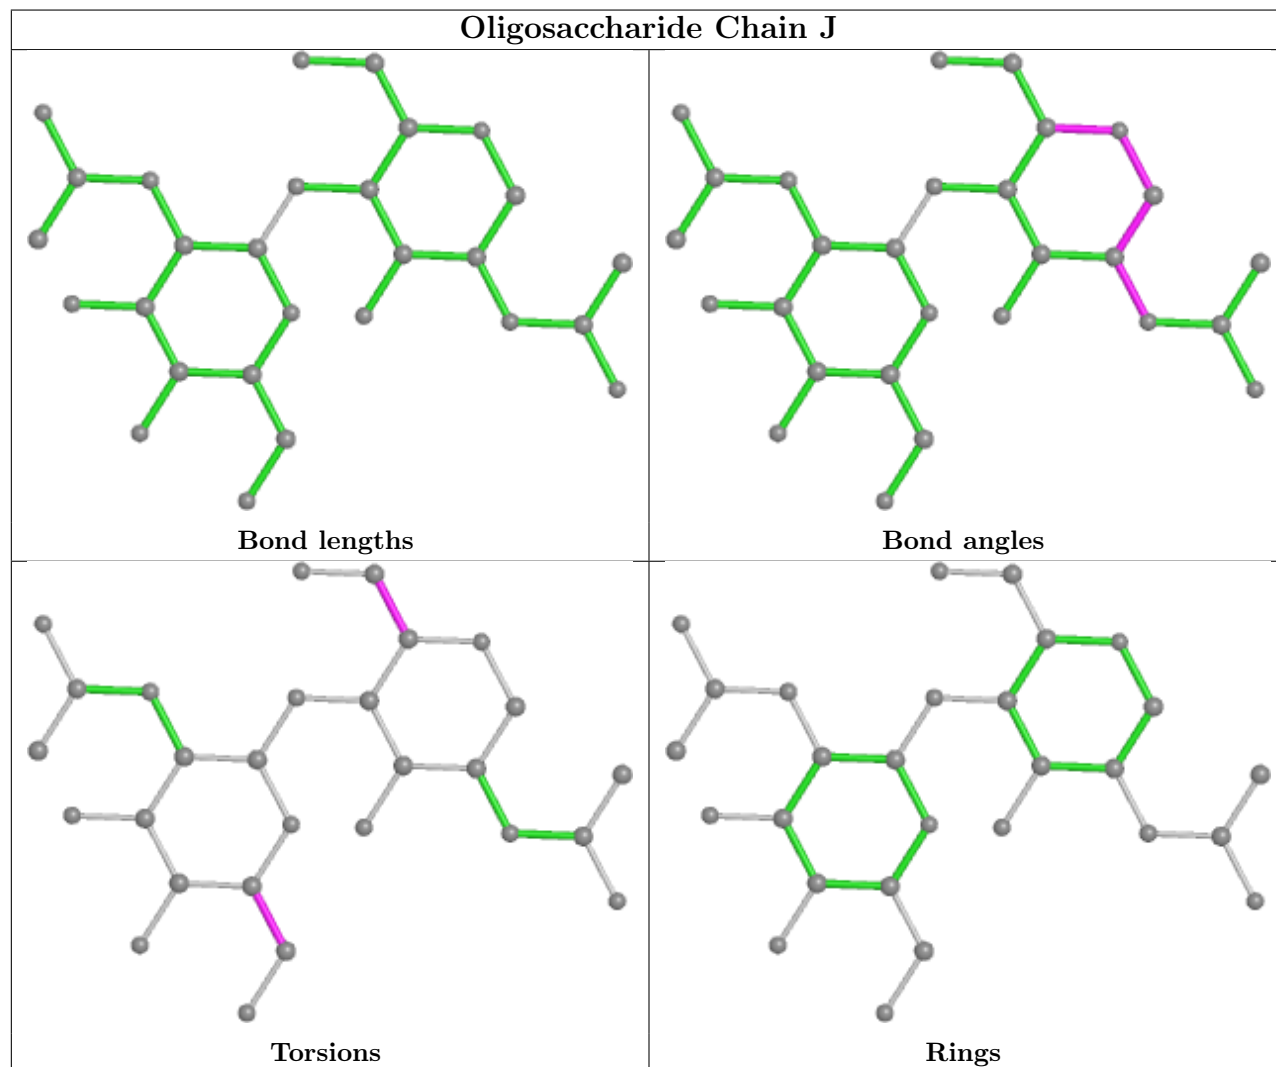 Oligosaccharide Chain J
Bond lengths
Bond angles
Torsions
Rings